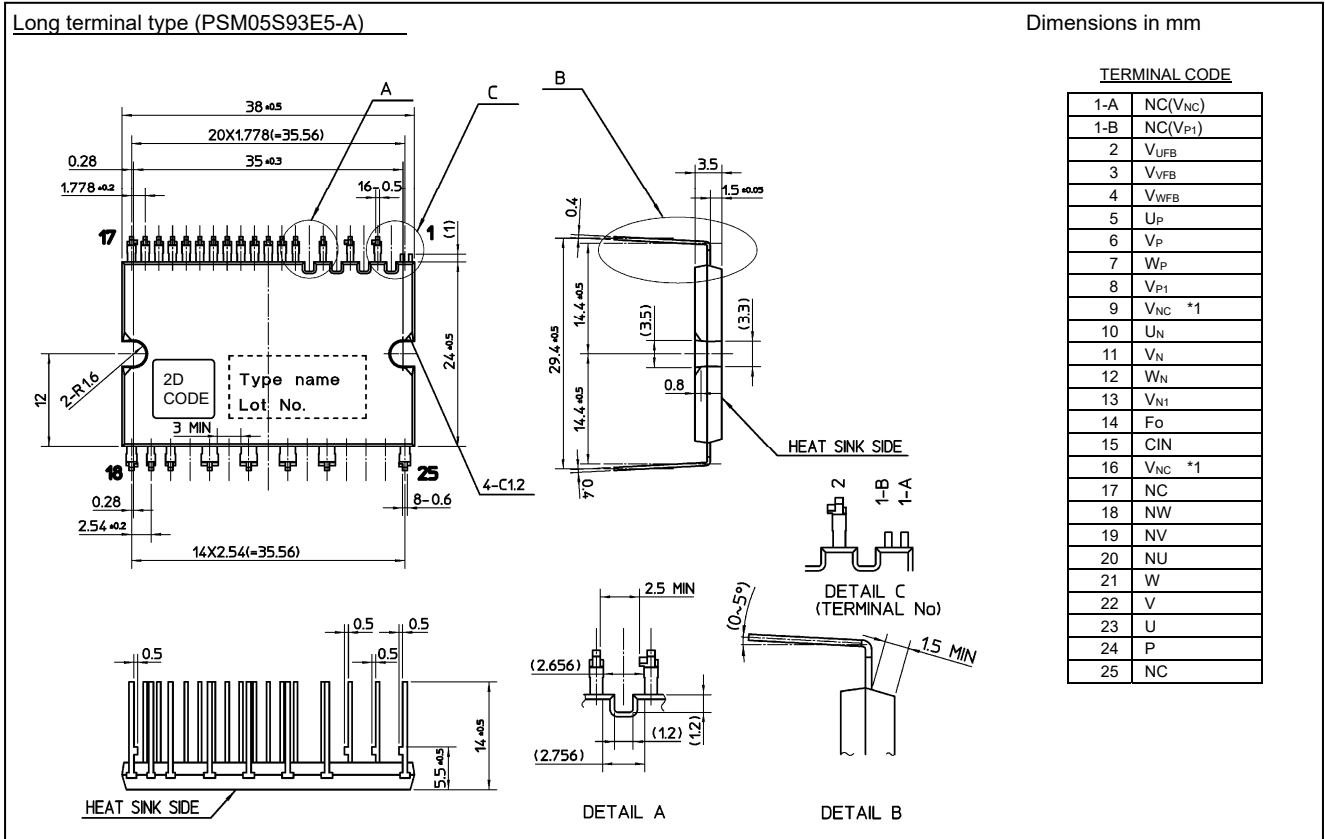 Long terminal type (PSM05S93E5-A)
Dimensions in mm
A
C
B
38 ±0.5
20X1.778(=35.56)
35 ±0.3
0.28
1.778 ±0.2
16-0.5
17
1
(1)
2-R1.6
12
24 ±0.5
2D
CODE
Type name
Lot No.
3 MIN
18
25
4-C1.2
0.28
8-0.6
2.54 ±0.2
14X2.54(=35.56)
3.5
1.5 ±0.05
0.4
14.4 ±0.5
29.4 ±0.5
(3.5)
(3.3)
0.8
14.4 ±0.5
0.4
HEAT SINK SIDE
2
1-B
1-A
DETAIL C
(TERMINAL No)
0.5
0.5
0.5
0.5
14 ±0.5
5.5 ±0.5
HEAT SINK SIDE
2.5 MIN
(2.656)
(1.2)
(1.2)
(2.756)
DETAIL A
(0~5°)
1.5 MIN
DETAIL B
TERMINAL CODE
1-A NC(VNC)
1-B NC(VP1)
2 VUFB
3 VVFB
4 VWFB
5 UP
6 VP
7 WP
8 VP1
9 VNC *1
10 UN
11 VN
12 WN
13 VN1
14 Fo
15 CIN
16 VNC *1
17 NC
18 NW
19 NV
20 NU
21 W
22 V
23 U
24 P
25 NC